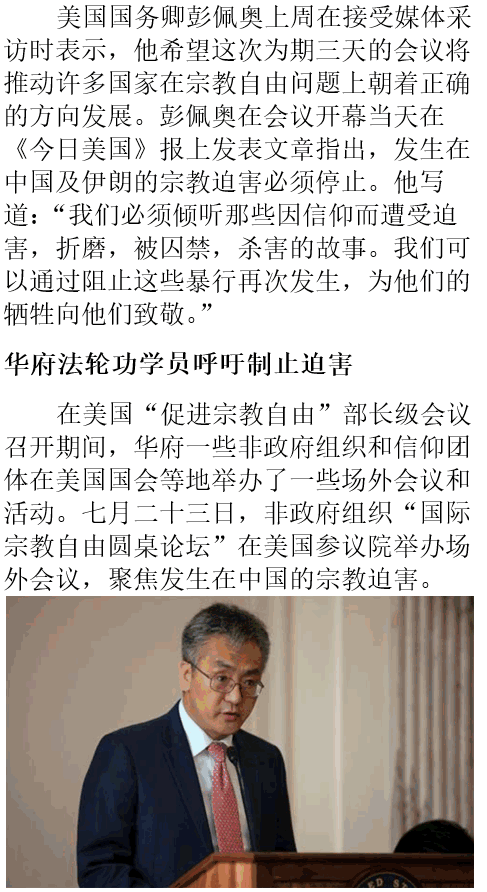 美国国务卿彭佩奥上周在接受媒体采
访时表示，他希望这次为期三天的会议将
推动许多国家在宗教自由问题上朝着正确
的方向发展。彭佩奥在会议开幕当天在
《今日美国》报上发表文章指出，发生在
中国及伊朗的宗教迫害必须停止。他写
道：“我们必须倾听那些因信仰而遭受迫
害，折磨，被囚禁，杀害的故事。我们可
以通过阻止这些暴行再次发生，为他们的
牺牲向他们致敬。”
华府法轮功学员呼吁制止迫害
在美国“促进宗教自由”部长级会议
召开期间，华府一些非政府组织和信仰团
体在美国国会等地举办了一些场外会议和
活动。七月二十三日，非政府组织“国际
宗教自由圆桌论坛”在美国参议院举办场
外会议，聚焦发生在中国的宗教迫害。